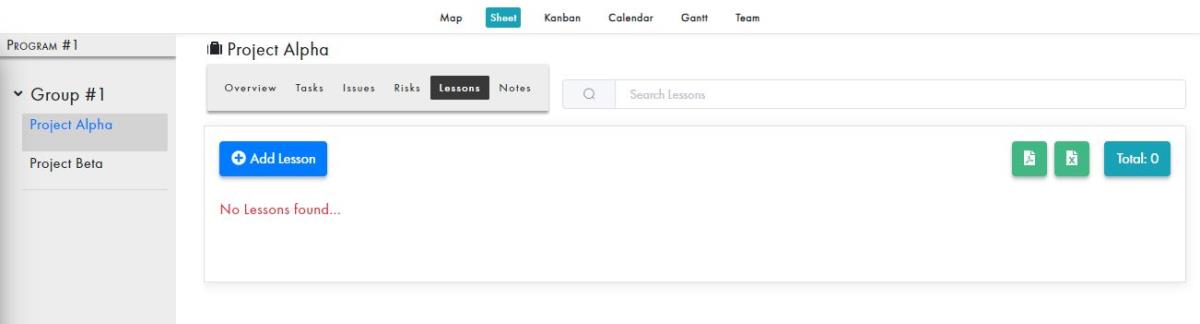 Map Sheet Kanban Calendar Gantt Team
Program #1
Project Alpha
Group #1
Project Alpha
Project Beta
Overview Tasks Issues Risks Lessons Notes
Search Lessons
Add Lesson
Total: 0
No Lessons found...